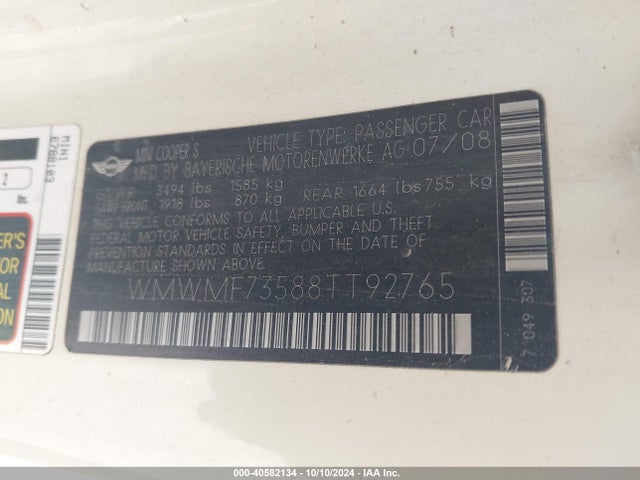 MINI COOPER S VEHICLE TYPE: PASSENGER CAR
MFD BY BAYERISCHE MOTORENWERKE AG 07/08
GVWR 3494 lbs 1585 kg
GAWR FRONT 1918 lbs 870 kg REAR 1664 lbs 755 kg
THIS VEHICLE CONFORMS TO ALL APPLICABLE U.S.
FEDERAL MOTOR VEHICLE SAFETY, BUMPER AND THEFT
PREVENTION STANDARDS IN EFFECT ON THE DATE OF
MANUFACTURE SHOWN ABOVE.
WMWMF73588TT92765
7 049 307
MINI
2
000-40582134 - 10/10/2024 - IAA Inc.